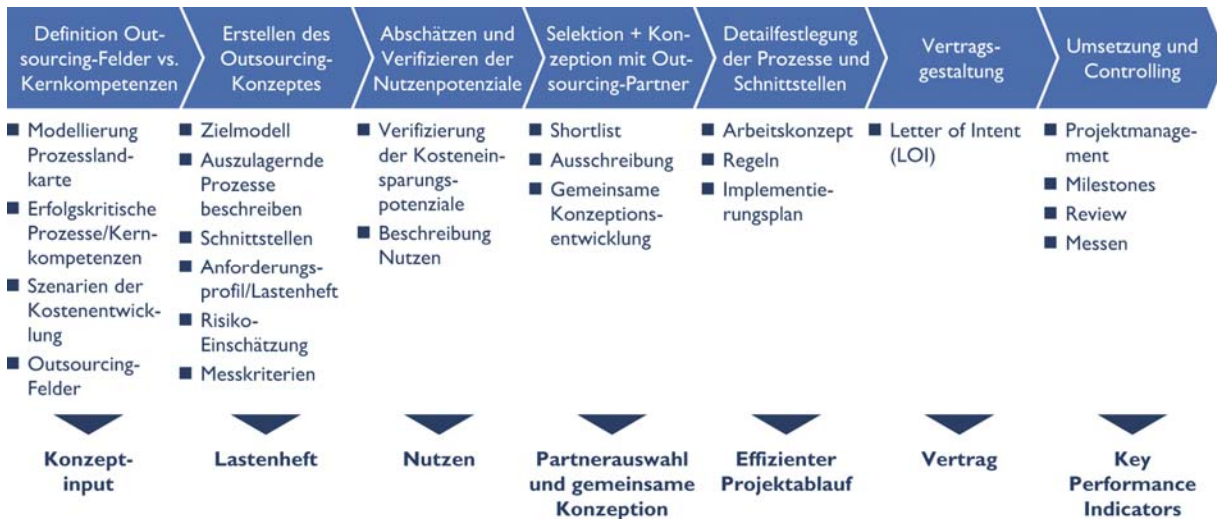 Definition Out-
sourcing-Felder vs.
Kernkompetenzen
Erstellen des
Outsourcing-
Konzeptes
Abschätzen und
Verifizieren der
Nutzenpotenziale
Selektion + Kon-
zeption mit Out-
sourcing-Partner
Detailfestlegung
der Prozesse und
Schnittstellen
Vertrags-
gestaltung
Umsetzung und
Controlling
■ Modellierung
Prozessland-
karte
■ Erfolgskritische
Prozesse/Kern-
kompetenzen
■ Szenarien der
Kostenentwick-
lung
■ Outsourcing-
Felder
■ Zielmodell
■ Auszulagernde
Prozesse
beschreiben
■ Schnittstellen
■ Anforderungs-
profil/Lastenheft
■ Risiko-
Einschätzung
■ Messkriterien
■ Verifizierung
der Kostenein-
sparungs-
potenziale
■ Beschreibung
Nutzen
■ Shortlist
■ Ausschreibung
■ Gemeinsame
Konzeptions-
entwicklung
■ Arbeitskonzept
■ Regeln
■ Implementie-
rungsplan
■ Letter of Intent
(LOI)
■ Projektmanage-
ment
■ Milestones
■ Review
■ Messen
Konzept-
input
Lastenheft
Nutzen
Partnerauswahl
und gemeinsame
Konzeption
Effizienter
Projektablauf
Vertrag
Key
Performance
Indicators